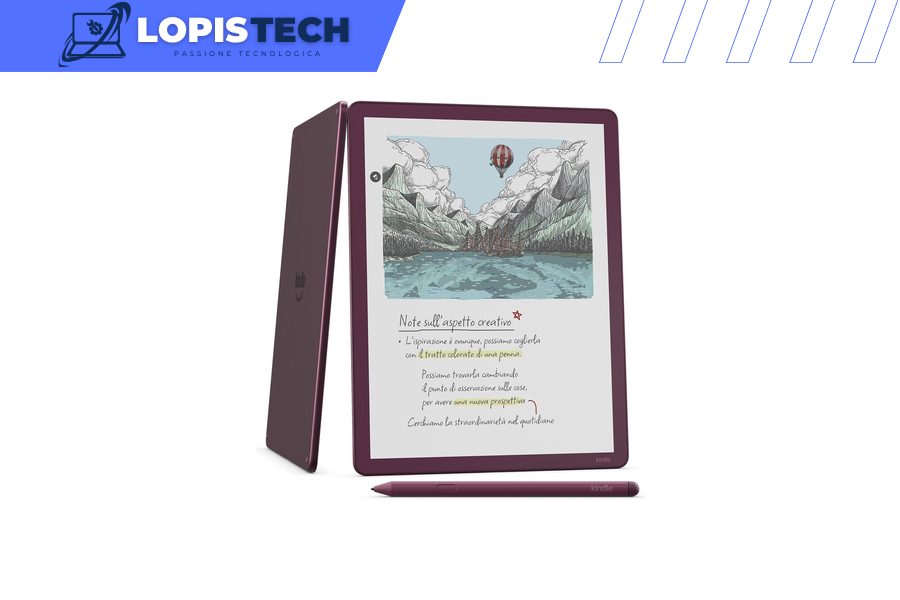 LOPISTECH
PASSIONE TECNOLOGICA
kindle
Note sull'aspetto creativo
• L'ispirazione è ovunque, possiamo coglierla
con il tratto colorato di una penna.
Possiamo trovarla cambiando
il punto di osservazione sulle cose,
per avere una nuova prospettiva
Cerchiamo la straordinarietà nel quotidiano
kindle
kindle